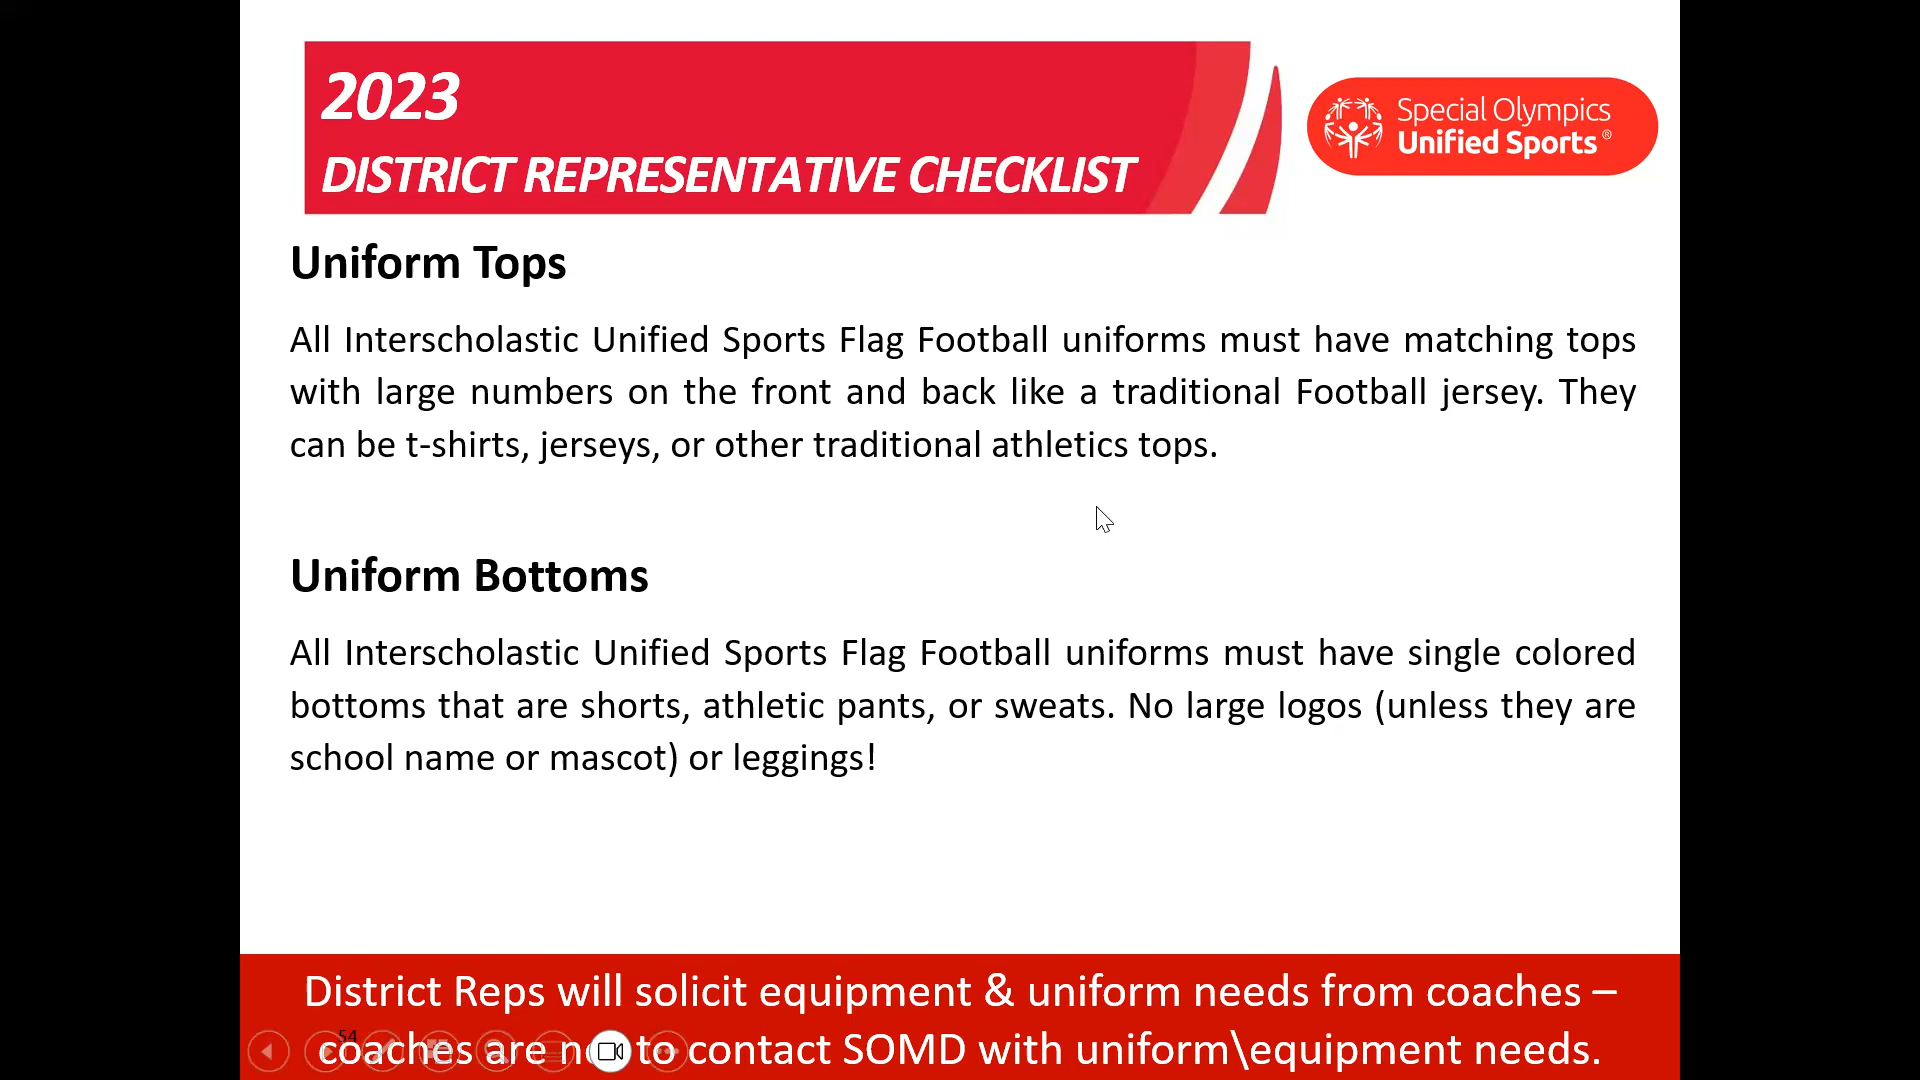 2023
DISTRICT REPRESENTATIVE CHECKLIST
Special Olympics
Unified Sports®
Uniform Tops
All Interscholastic Unified Sports Flag Football uniforms must have matching tops
with large numbers on the front and back like a traditional Football jersey. They
can be t-shirts, jerseys, or other traditional athletics tops.
Uniform Bottoms
All Interscholastic Unified Sports Flag Football uniforms must have single colored
bottoms that are shorts, athletic pants, or sweats. No large logos (unless they are
school name or mascot) or leggings!
District Reps will solicit equipment & uniform needs from coaches –
54
coaches are not to contact SOMD with uniform\equipment needs.